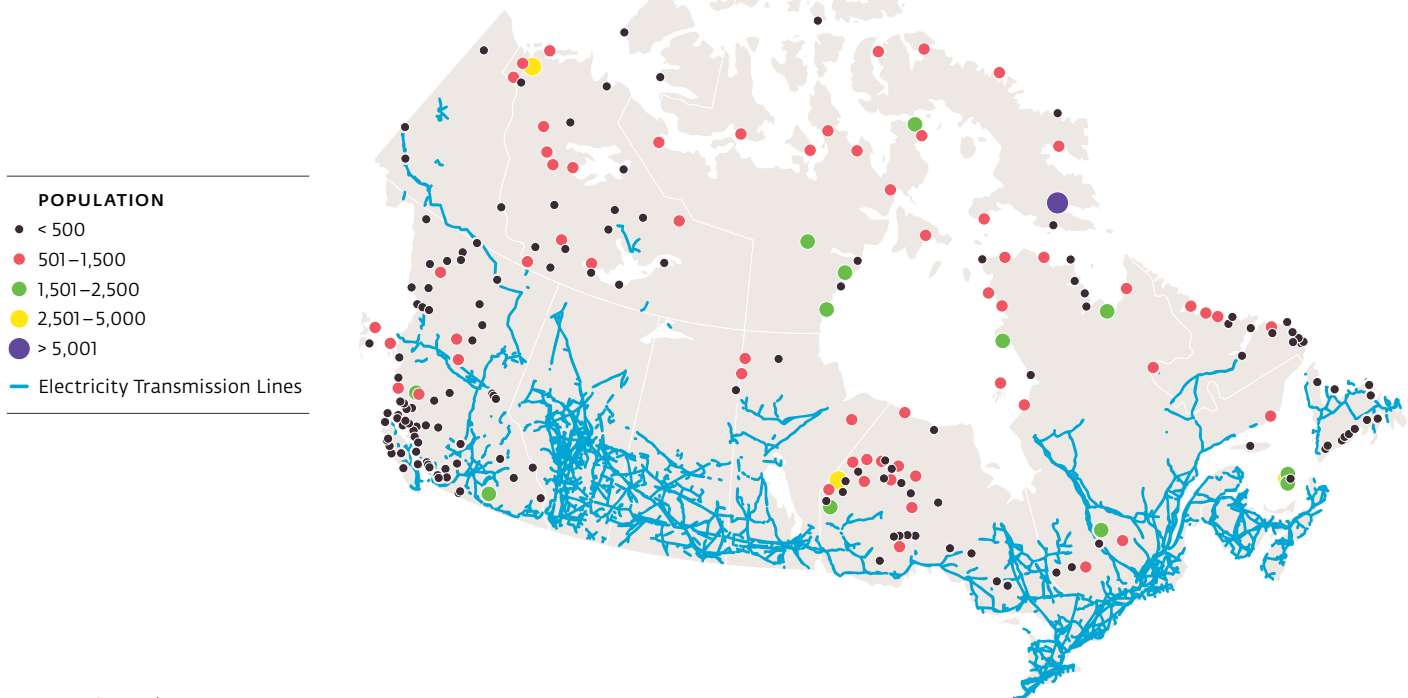 POPULATION
< 500
501–1,500
1,501–2,500
2,501–5,000
> 5,001
Electricity Transmission Lines